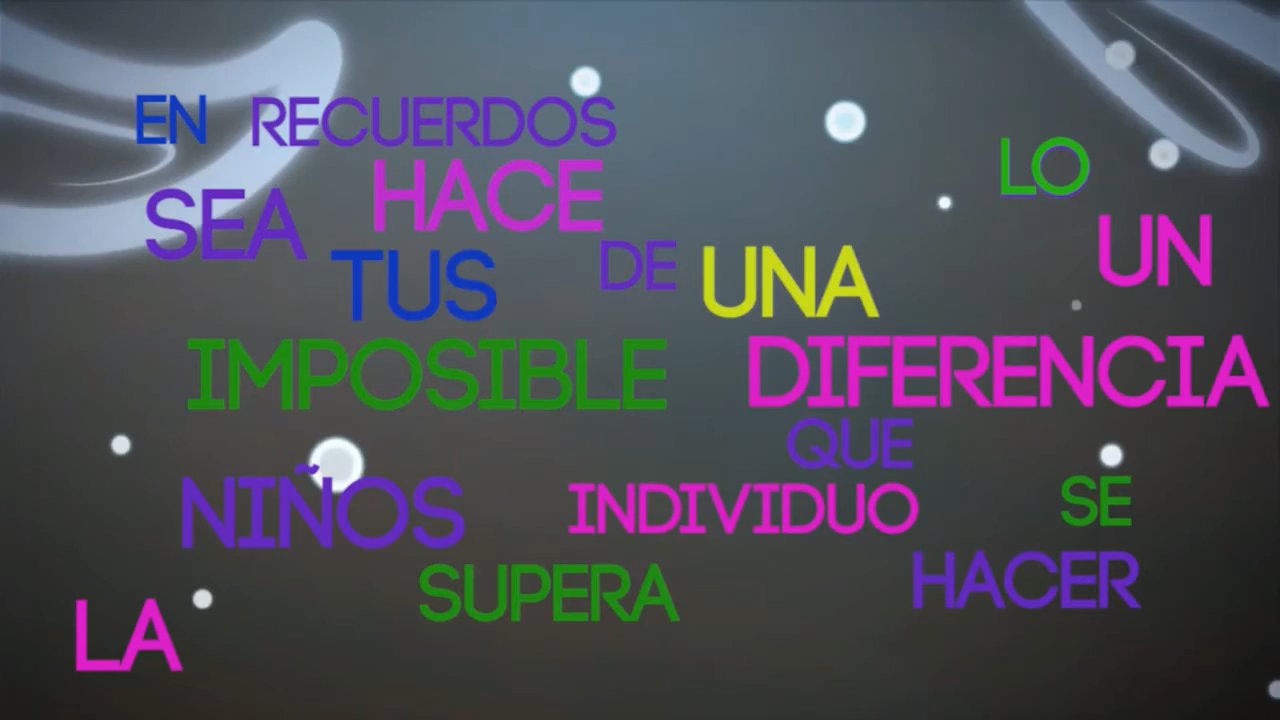 EN RECUERDOS
LO
SEA HACE
UN
TUS DE UNA
IMPOSIBLE DIFERENCIA
QUE
NIÑOS INDIVIDUO SE
SUPERA HACER
LA